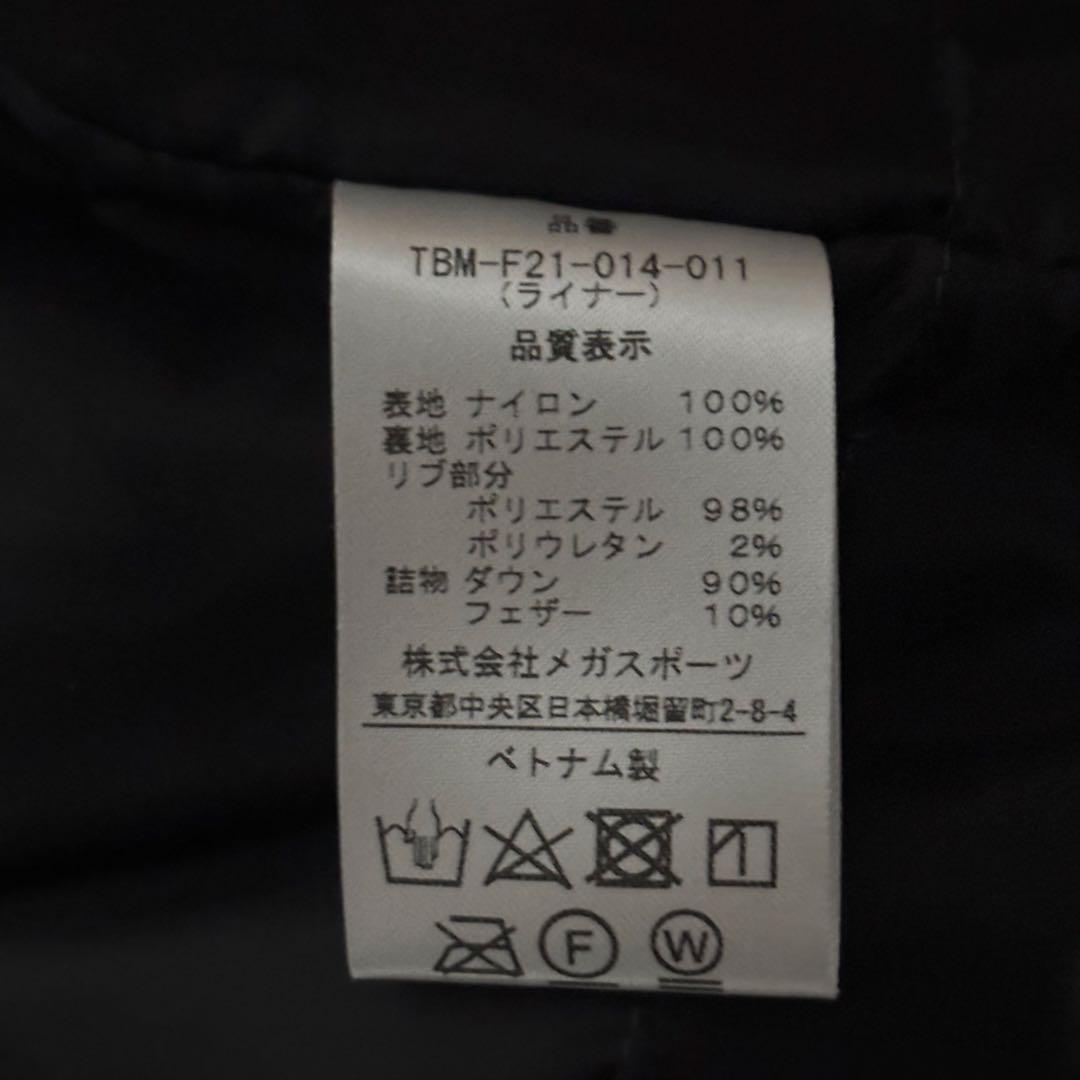 品番
TBM-F21-014-011
(ライナー)
品質表示
表地 ナイロン 100%
裏地 ポリエステル 100%
リブ部分
ポリエステル 98%
ポリウレタン 2%
詰物 ダウン 90%
フェザー 10%
株式会社メガスポーツ
東京都中央区日本橋堀留町2-8-4
ベトナム製
F W